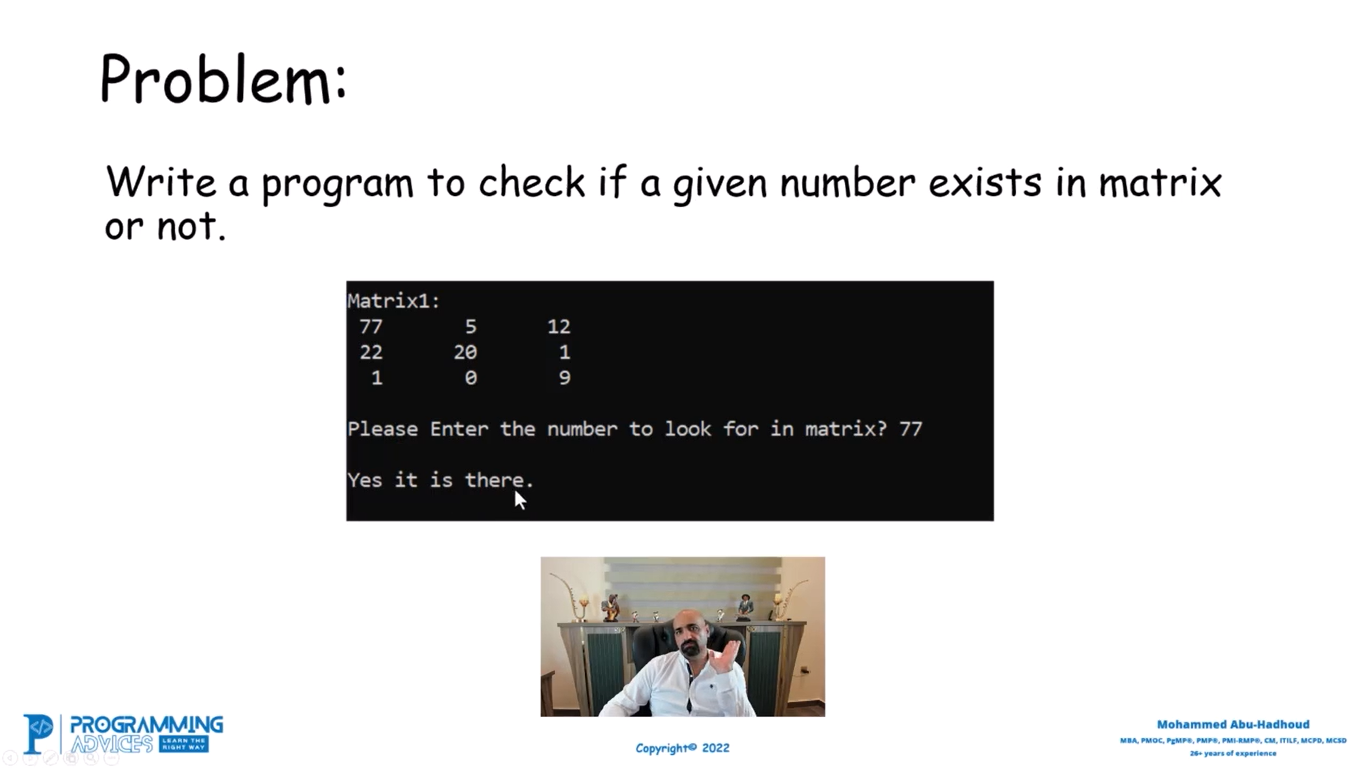 Problem:
Write a program to check if a given number exists in matrix
or not.
Matrix1:
77 5 12
22 20 1
1 0 9
Please Enter the number to look for in matrix? 77
Yes it is there.
PROGRAMMING
ADVICES LEARN THE
RIGHT WAY
Copyright© 2022
Mohammed Abu-Hadhoud
MBA, PMOC, PgMP®, PMP®, PMI-RMP®, CM, ITILF, MCPD, MCSD
26+ years of experience